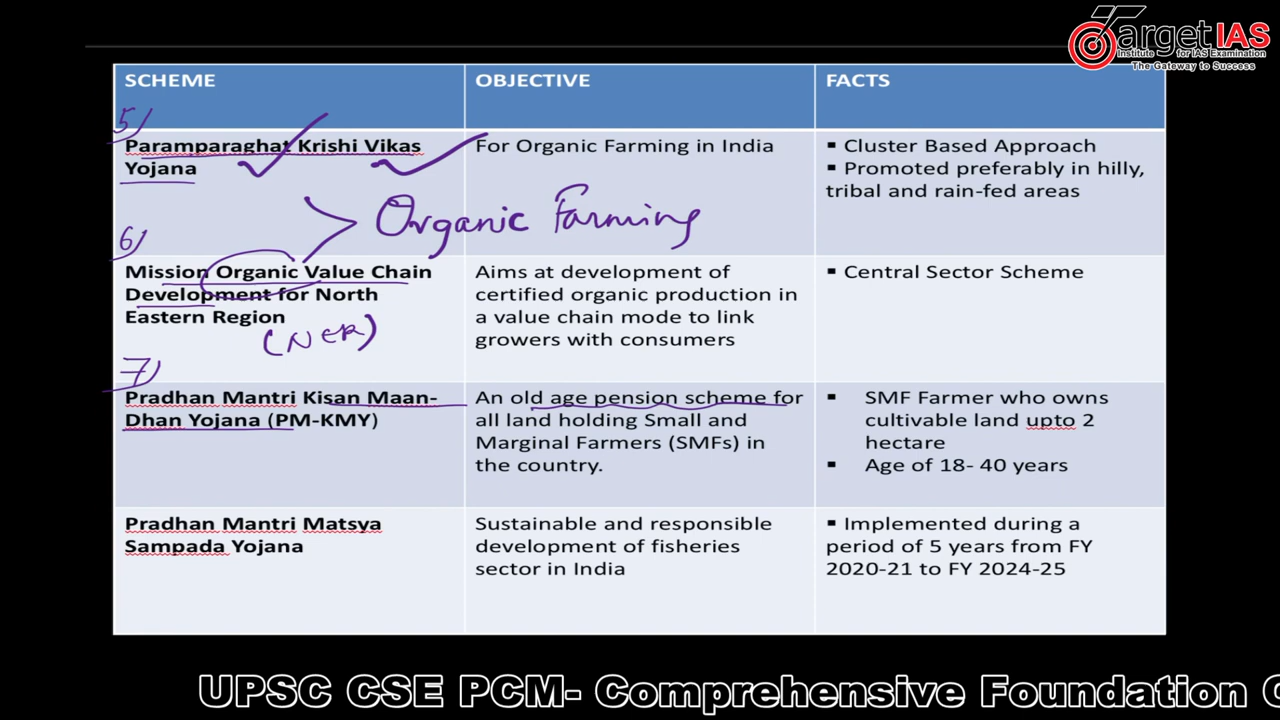 Target IAS
Institute for IAS Examination
The Gateway to Success
SCHEME
OBJECTIVE
FACTS
5)
Paramparaghat Krishi Vikas
Yojana
For Organic Farming in India
▪ Cluster Based Approach
▪ Promoted preferably in hilly,
tribal and rain-fed areas
Organic Farming
6)
Mission Organic Value Chain
Development for North
Eastern Region
(NER)
Aims at development of
certified organic production in
a value chain mode to link
growers with consumers
▪ Central Sector Scheme
7)
Pradhan Mantri Kisan Maan-
Dhan Yojana (PM-KMY)
An old age pension scheme for
all land holding Small and
Marginal Farmers (SMFs) in
the country.
▪ SMF Farmer who owns
cultivable land upto 2
hectare
▪ Age of 18- 40 years
Pradhan Mantri Matsya
Sampada Yojana
Sustainable and responsible
development of fisheries
sector in India
▪ Implemented during a
period of 5 years from FY
2020-21 to FY 2024-25
UPSC CSE PCM- Comprehensive Foundation C